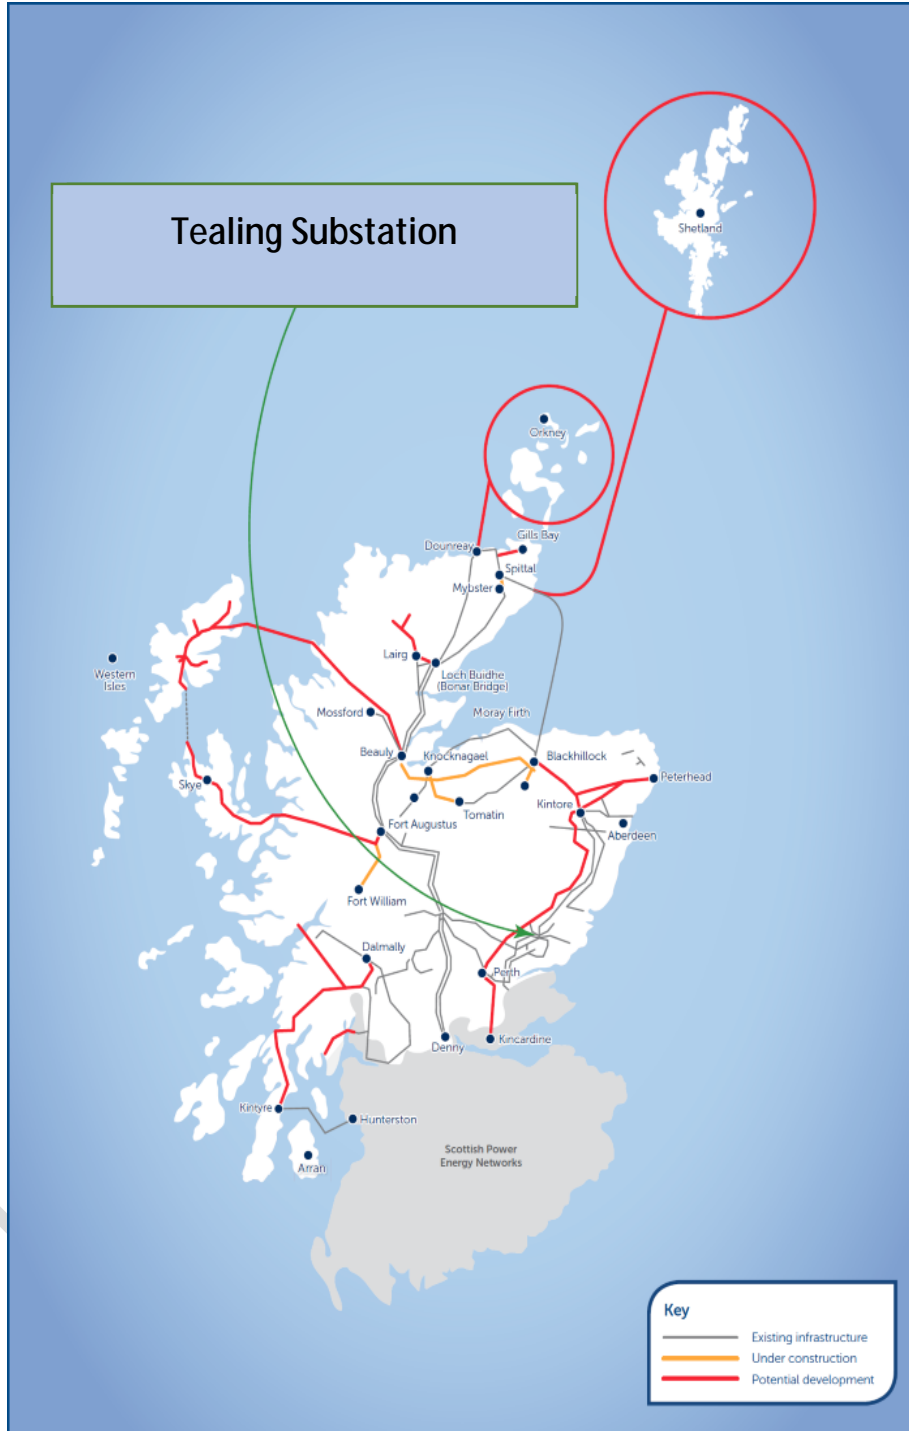 Tealing Substation
Shetland
Orkney
Gills Bay
Dounreay
Spittal
Mybster
Western
Isles
Lairg
Loch Buidhe
(Bonar Bridge)
Mossford
Moray Firth
Beauly
Knocknagael
Blackhillock
Peterhead
Skye
Tomatin
Kintore
Fort Augustus
Aberdeen
Fort William
Dalmally
Perth
Denny
Kincardine
Kintyre
Hunterston
Arran
Scottish Power
Energy Networks
Key
Existing infrastructure
Under construction
Potential development